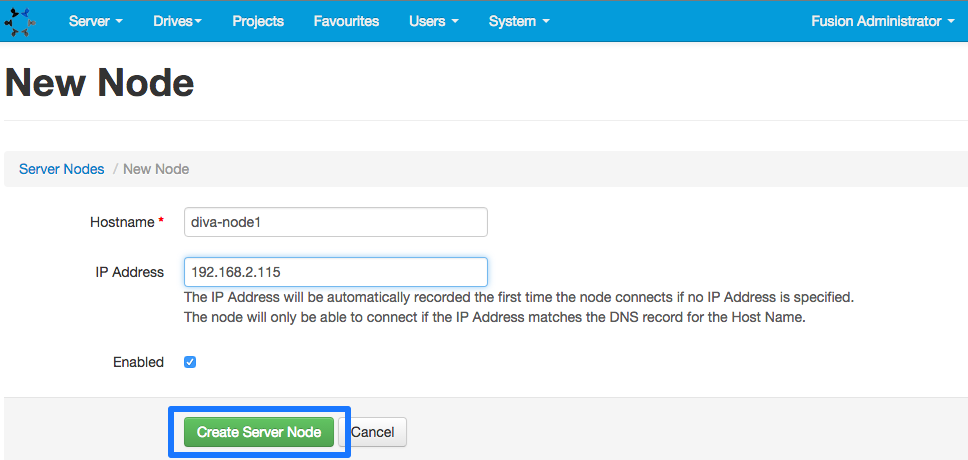 Server Drives Projects Favourites Users System Fusion Administrator
New Node
Server Nodes / New Node
Hostname * diva-node1
IP Address 192.168.2.115
The IP Address will be automatically recorded the first time the node connects if no IP Address is specified.
The node will only be able to connect if the IP Address matches the DNS record for the Host Name.
Enabled
Create Server Node Cancel